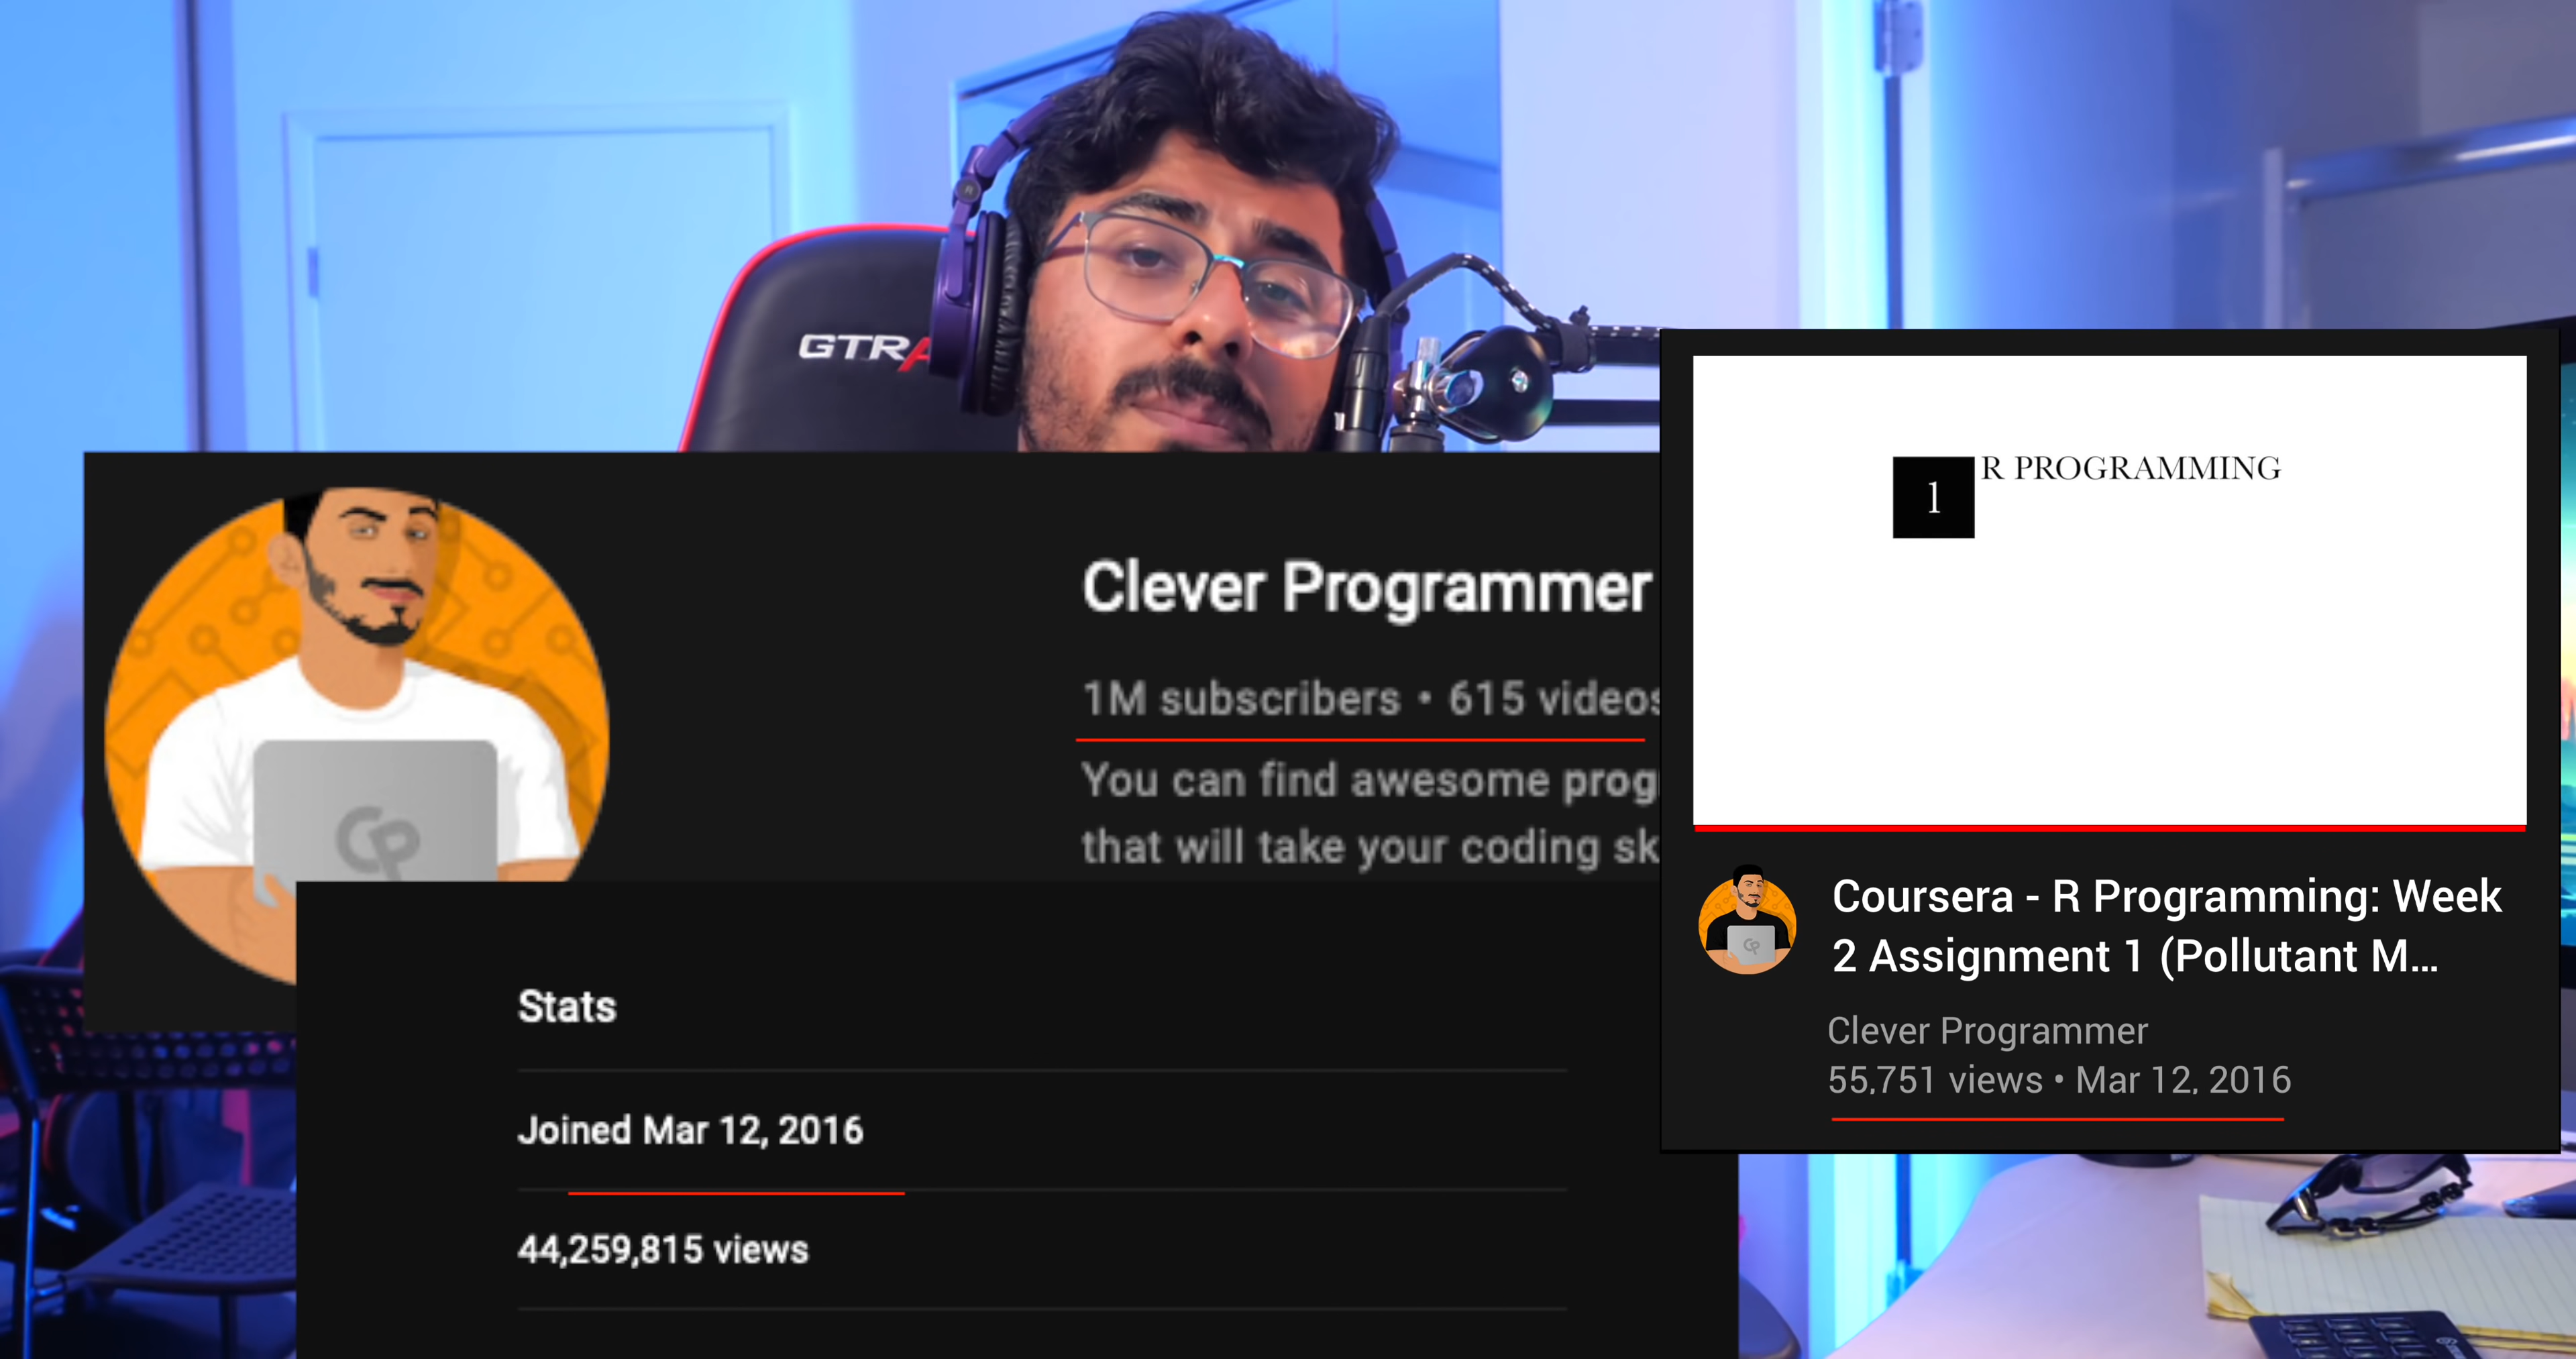 GTRA
Clever Programmer
1M subscribers • 615 videos
You can find awesome prog
that will take your coding sk
CP
Stats
Joined Mar 12, 2016
44,259,815 views
1
R PROGRAMMING
Coursera - R Programming: Week
2 Assignment 1 (Pollutant M...
Clever Programmer
55,751 views • Mar 12, 2016